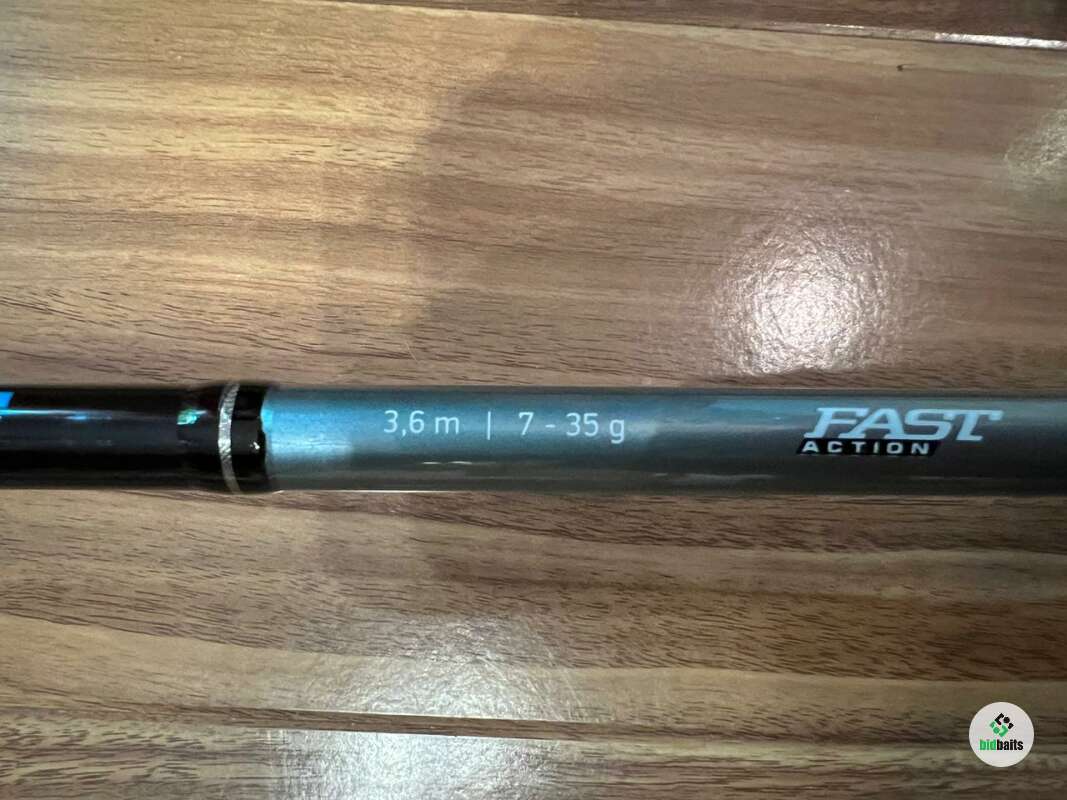 3,6 m | 7 - 35 g
FAST
ACTION
bidbaits